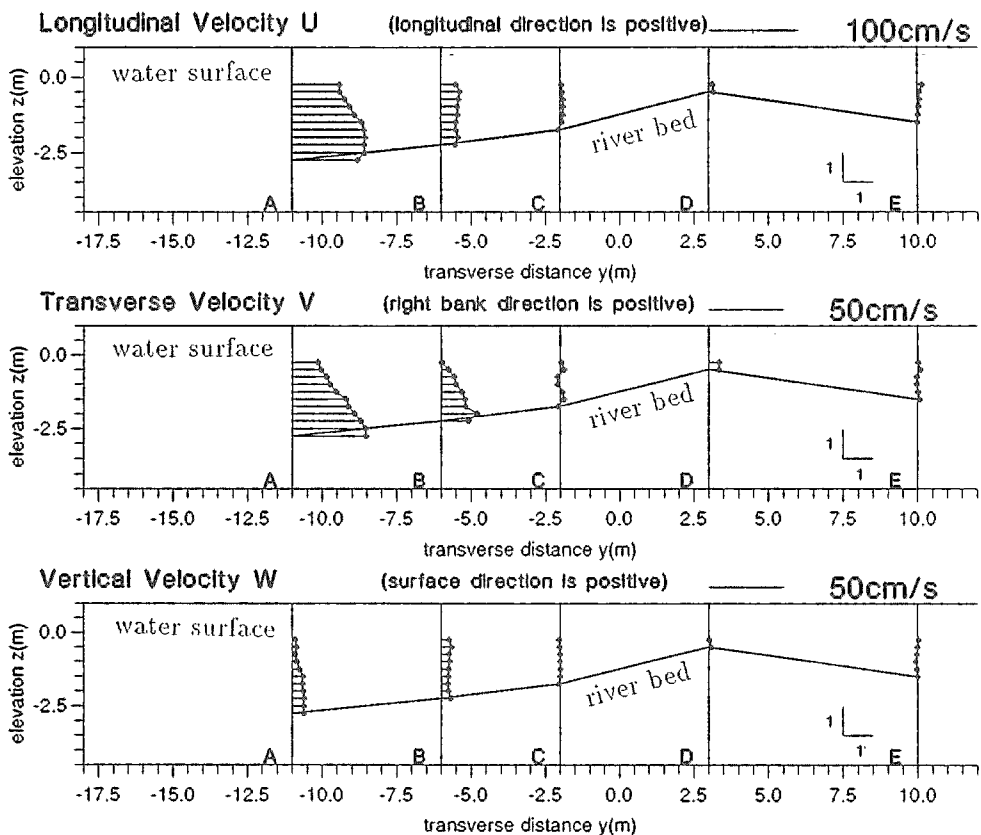 Longitudinal Velocity U (longitudinal direction is positive) 100cm/s
0.0 water surface
elevation z(m)
-2.5
river bed
1
1
A B C D E
-17.5 -15.0 -12.5 -10.0 -7.5 -5.0 -2.5 0.0 2.5 5.0 7.5 10.0
transverse distance y(m)
Transverse Velocity V (right bank direction is positive) 50cm/s
0.0 water surface
elevation z(m)
-2.5
river bed
1
1
A B C D E
-17.5 -15.0 -12.5 -10.0 -7.5 -5.0 -2.5 0.0 2.5 5.0 7.5 10.0
transverse distance y(m)
Vertical Velocity W (surface direction is positive) 50cm/s
0.0 water surface
elevation z(m)
-2.5
river bed
1
1
A B C D E
-17.5 -15.0 -12.5 -10.0 -7.5 -5.0 -2.5 0.0 2.5 5.0 7.5 10.0
transverse distance y(m)